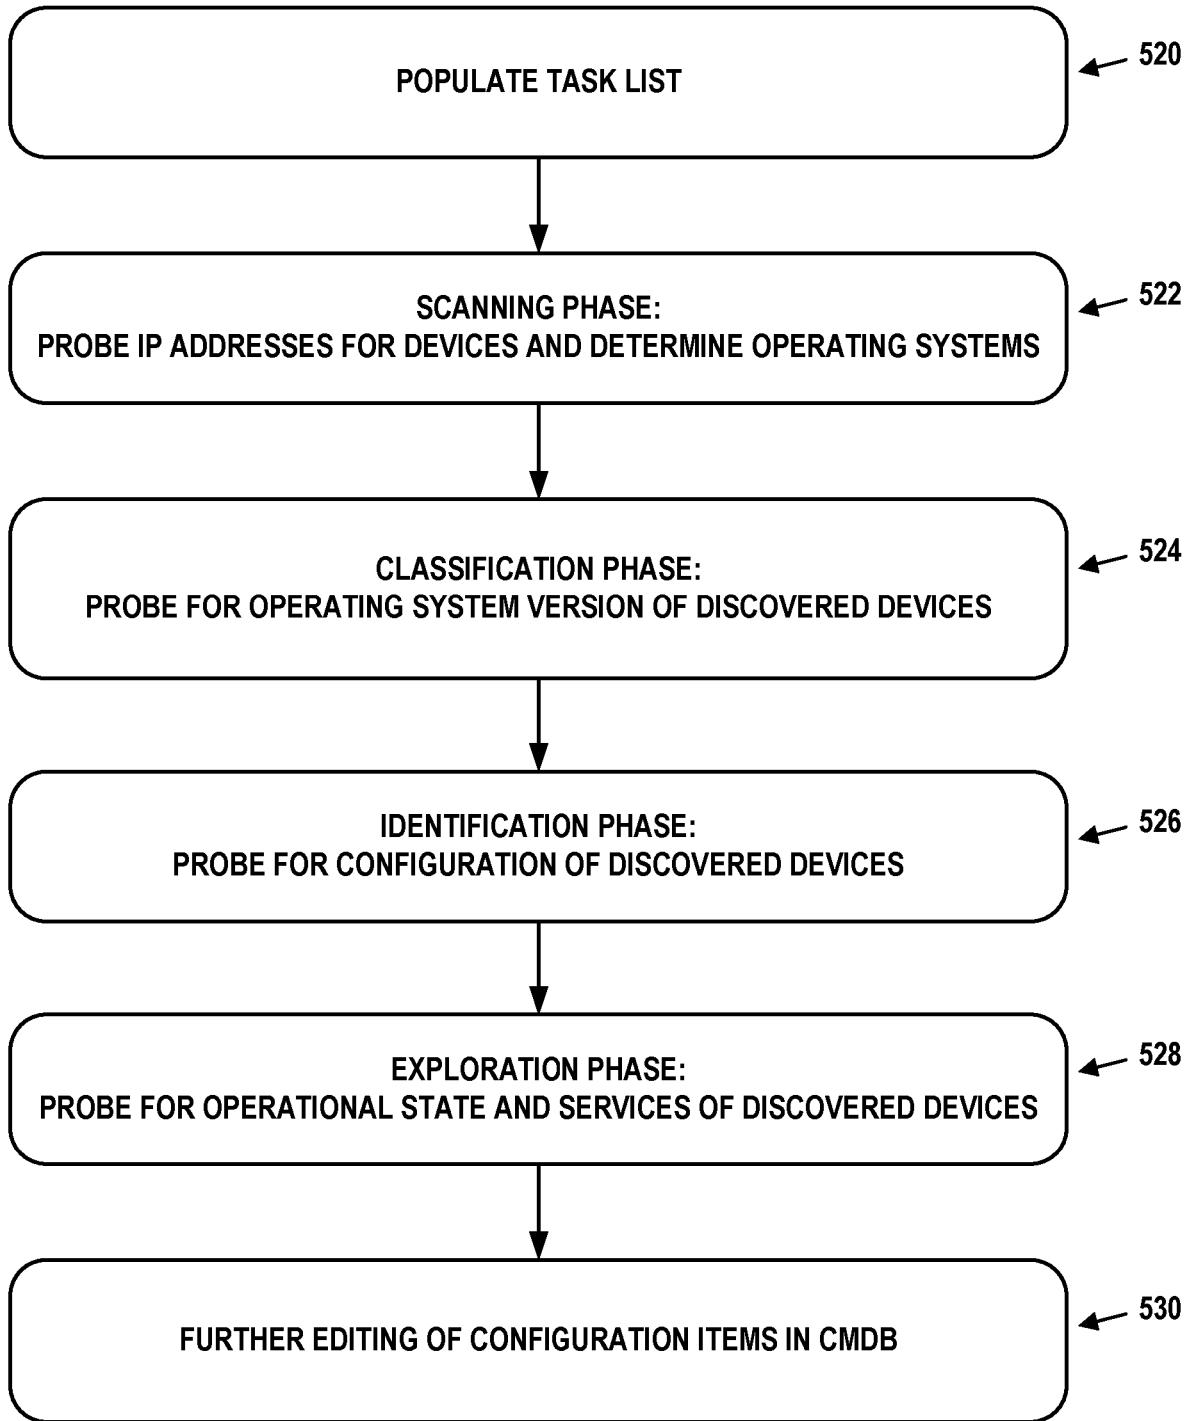 POPULATE TASK LIST
520
SCANNING PHASE:
PROBE IP ADDRESSES FOR DEVICES AND DETERMINE OPERATING SYSTEMS
522
CLASSIFICATION PHASE:
PROBE FOR OPERATING SYSTEM VERSION OF DISCOVERED DEVICES
524
IDENTIFICATION PHASE:
PROBE FOR CONFIGURATION OF DISCOVERED DEVICES
526
EXPLORATION PHASE:
PROBE FOR OPERATIONAL STATE AND SERVICES OF DISCOVERED DEVICES
528
FURTHER EDITING OF CONFIGURATION ITEMS IN CMDB
530